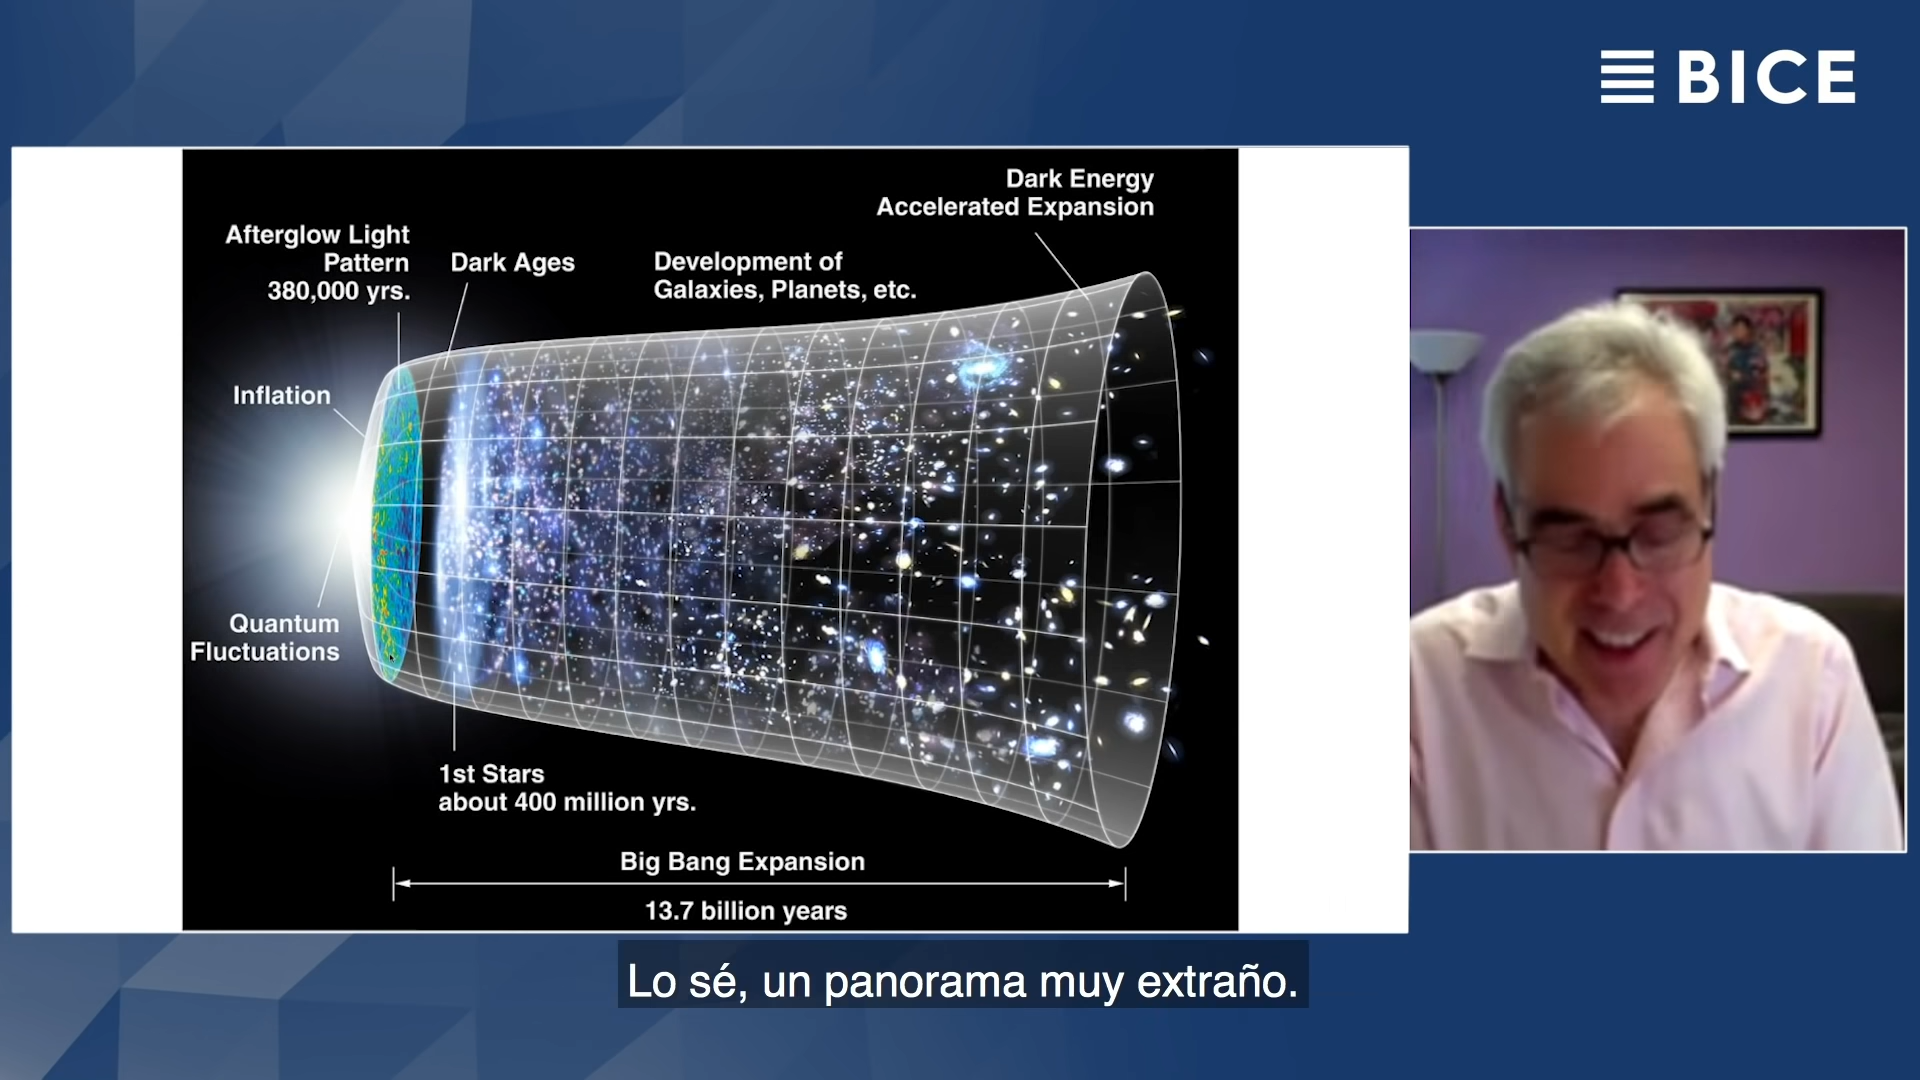 BICE
Dark Energy
Accelerated Expansion
Afterglow Light
Pattern
380,000 yrs.
Dark Ages
Development of
Galaxies, Planets, etc.
Inflation
Quantum
Fluctuations
1st Stars
about 400 million yrs.
Big Bang Expansion
13.7 billion years
Lo sé, un panorama muy extraño.